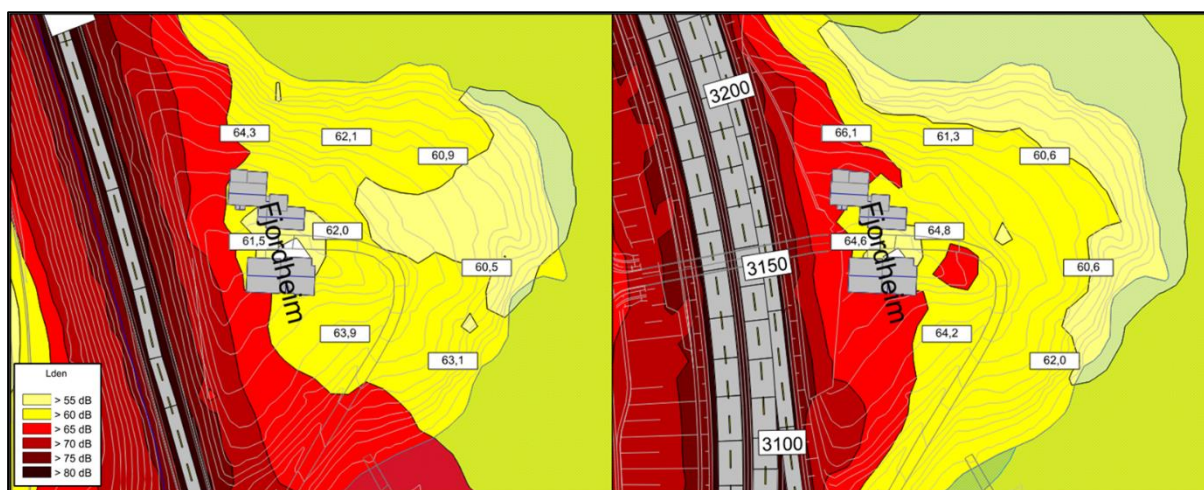 64,3
62,1
60,9
Fjordheim
62,0
61,5
60,5
63,9
63,1
Lden
> 55 dB
> 60 dB
> 65 dB
> 70 dB
> 75 dB
> 80 dB
3200
66,1
61,3
60,6
Fjordheim
64,8
64,6
3150
60,6
64,2
62,0
3100